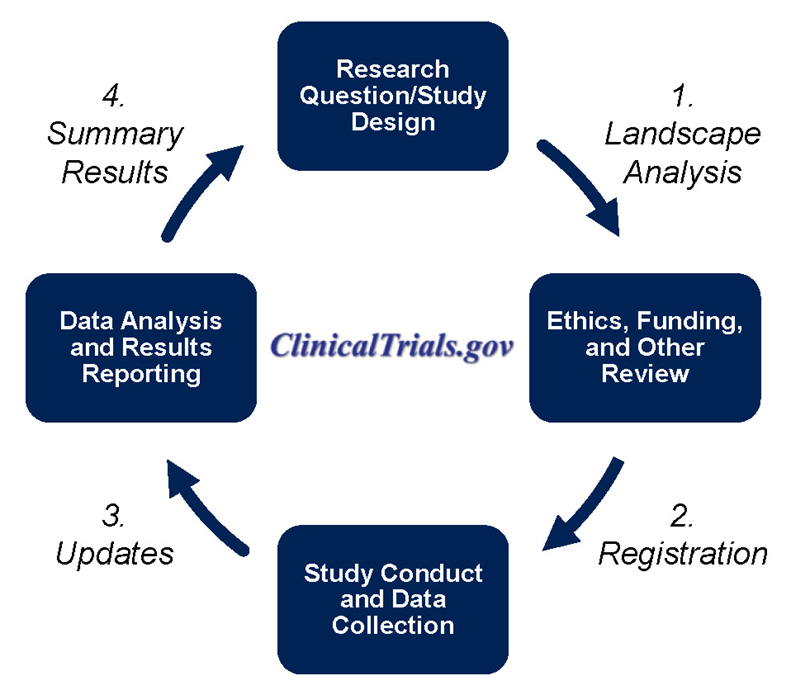 Research
Question/Study
Design
1.
Landscape
Analysis
Ethics, Funding,
and Other
Review
2.
Registration
Study Conduct
and Data
Collection
3.
Updates
Data Analysis
and Results
Reporting
4.
Summary
Results
ClinicalTrials.gov